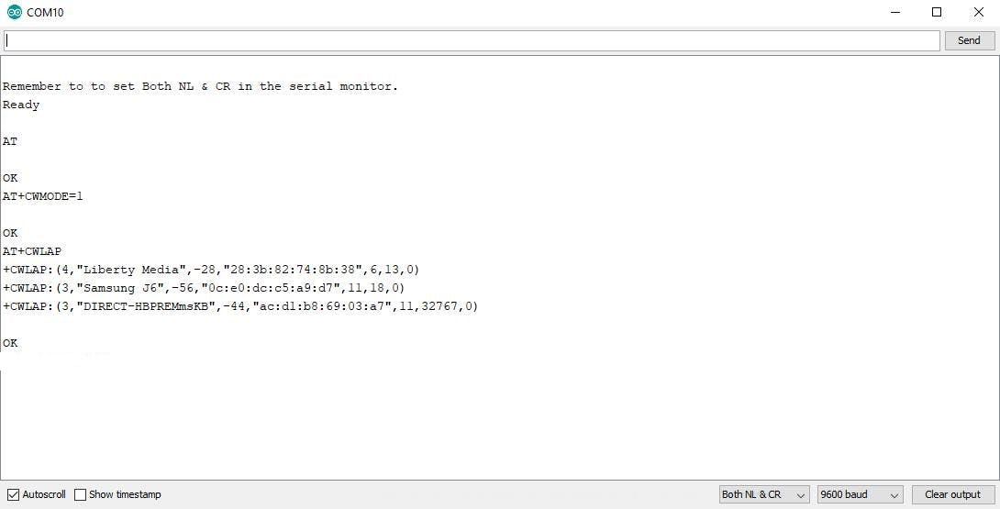 COM10
Send
Remember to to set Both NL & CR in the serial monitor.
Ready
AT
OK
AT+CWMODE=1
OK
AT+CWLAP
+CWLAP:(4,"Liberty Media",-28,"28:3b:82:74:8b:38",6,13,0)
+CWLAP:(3,"Samsung J6",-56,"0c:e0:dc:c5:a9:d7",11,18,0)
+CWLAP:(3,"DIRECT-HBPREMmsKB",-44,"ac:d1:b8:69:03:a7",11,32767,0)
OK
Autoscroll Show timestamp Both NL & CR 9600 baud Clear output